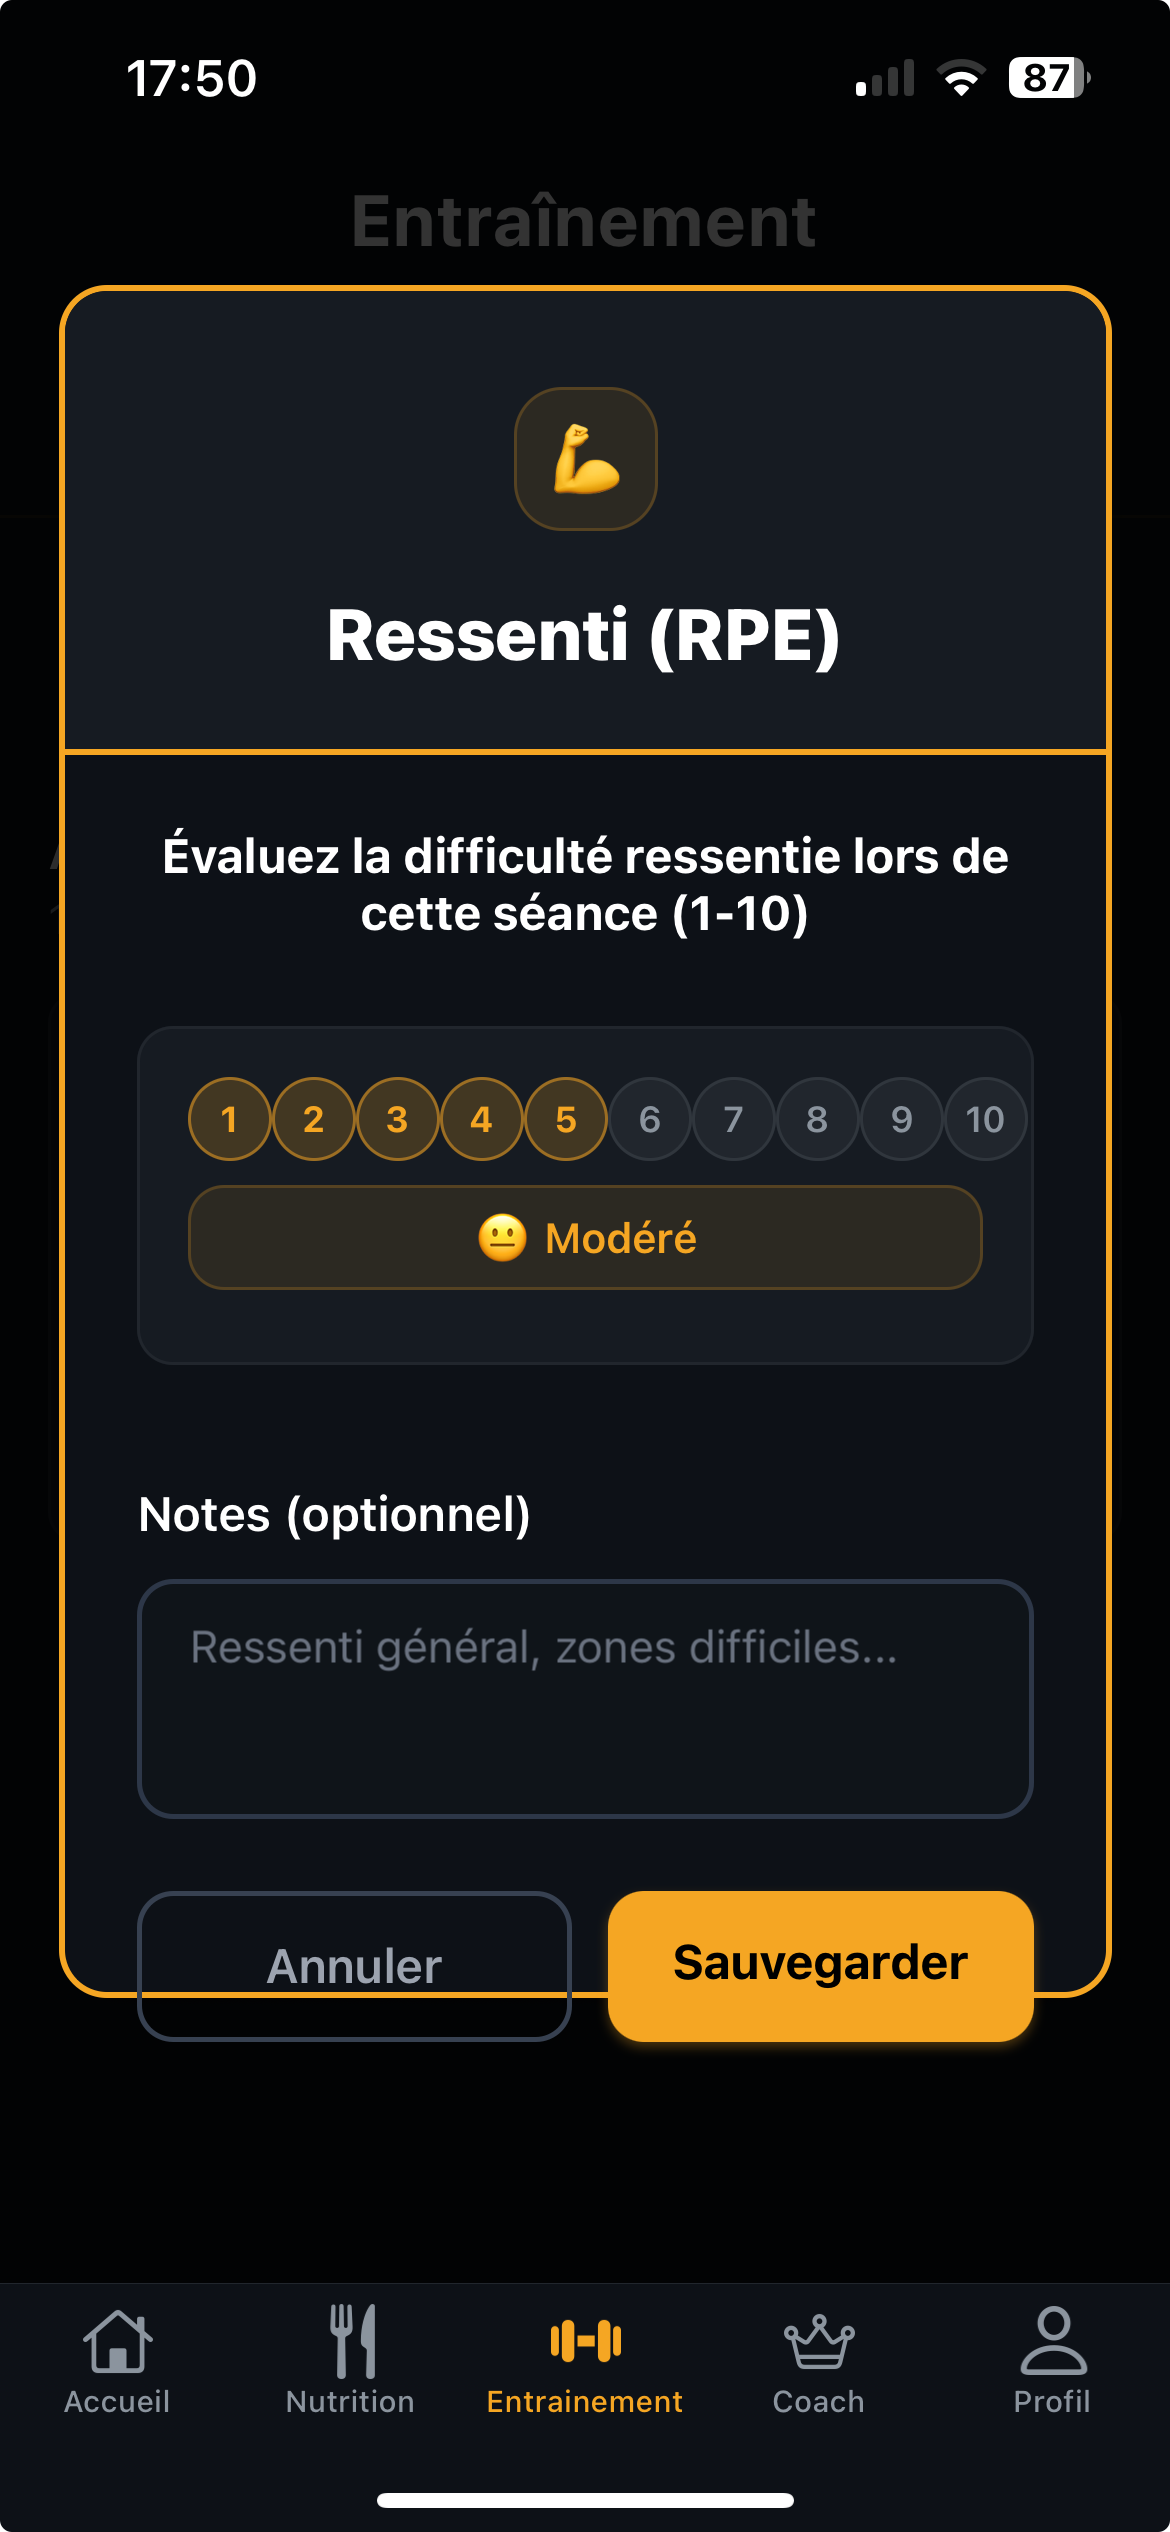 17:50
87
Entraînement
Ressenti (RPE)
Évaluez la difficulté ressentie lors de
cette séance (1-10)
1 2 3 4 5 6 7 8 9 10
Modéré
Notes (optionnel)
Ressenti général, zones difficiles...
Annuler
Sauvegarder
Accueil
Nutrition
Entrainement
Coach
Profil